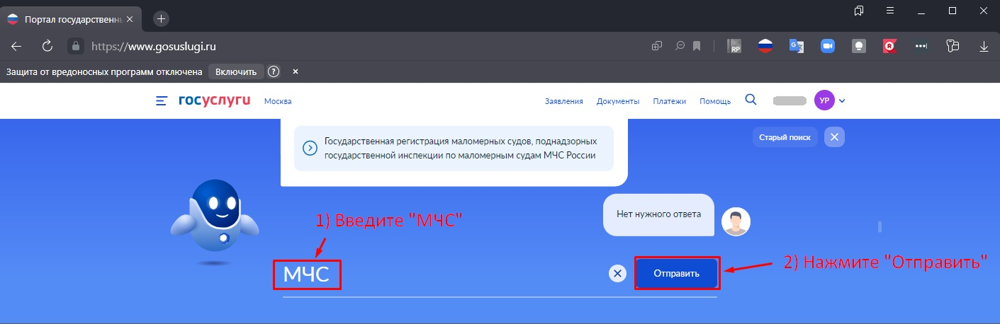 Портал государственны
https://www.gosuslugi.ru
RP
G
R
Защита от вредоносных программ отключена Включить ?
госуслуги Москва Заявления Документы Платежи Помощь УР
Государственная регистрация маломерных судов, поднадзорных
государственной инспекции по маломерным судам МЧС России
Старый поиск
Нет нужного ответа
1) Введите "МЧС"
МЧС
Отправить
2) Нажмите "Отправить"